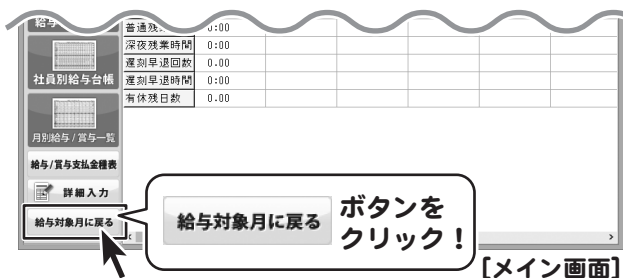 給与
普通残 0:00
深夜残業時間 0:00
遅刻早退回数 0.00
社員別給与台帳 遅刻早退時間 0:00
有休残日数 0.00
月別給与/賞与一覧
給与/賞与支払金種表
詳細入力
給与対象月に戻る
給与対象月に戻る ボタンを
クリック!
[メイン画面]